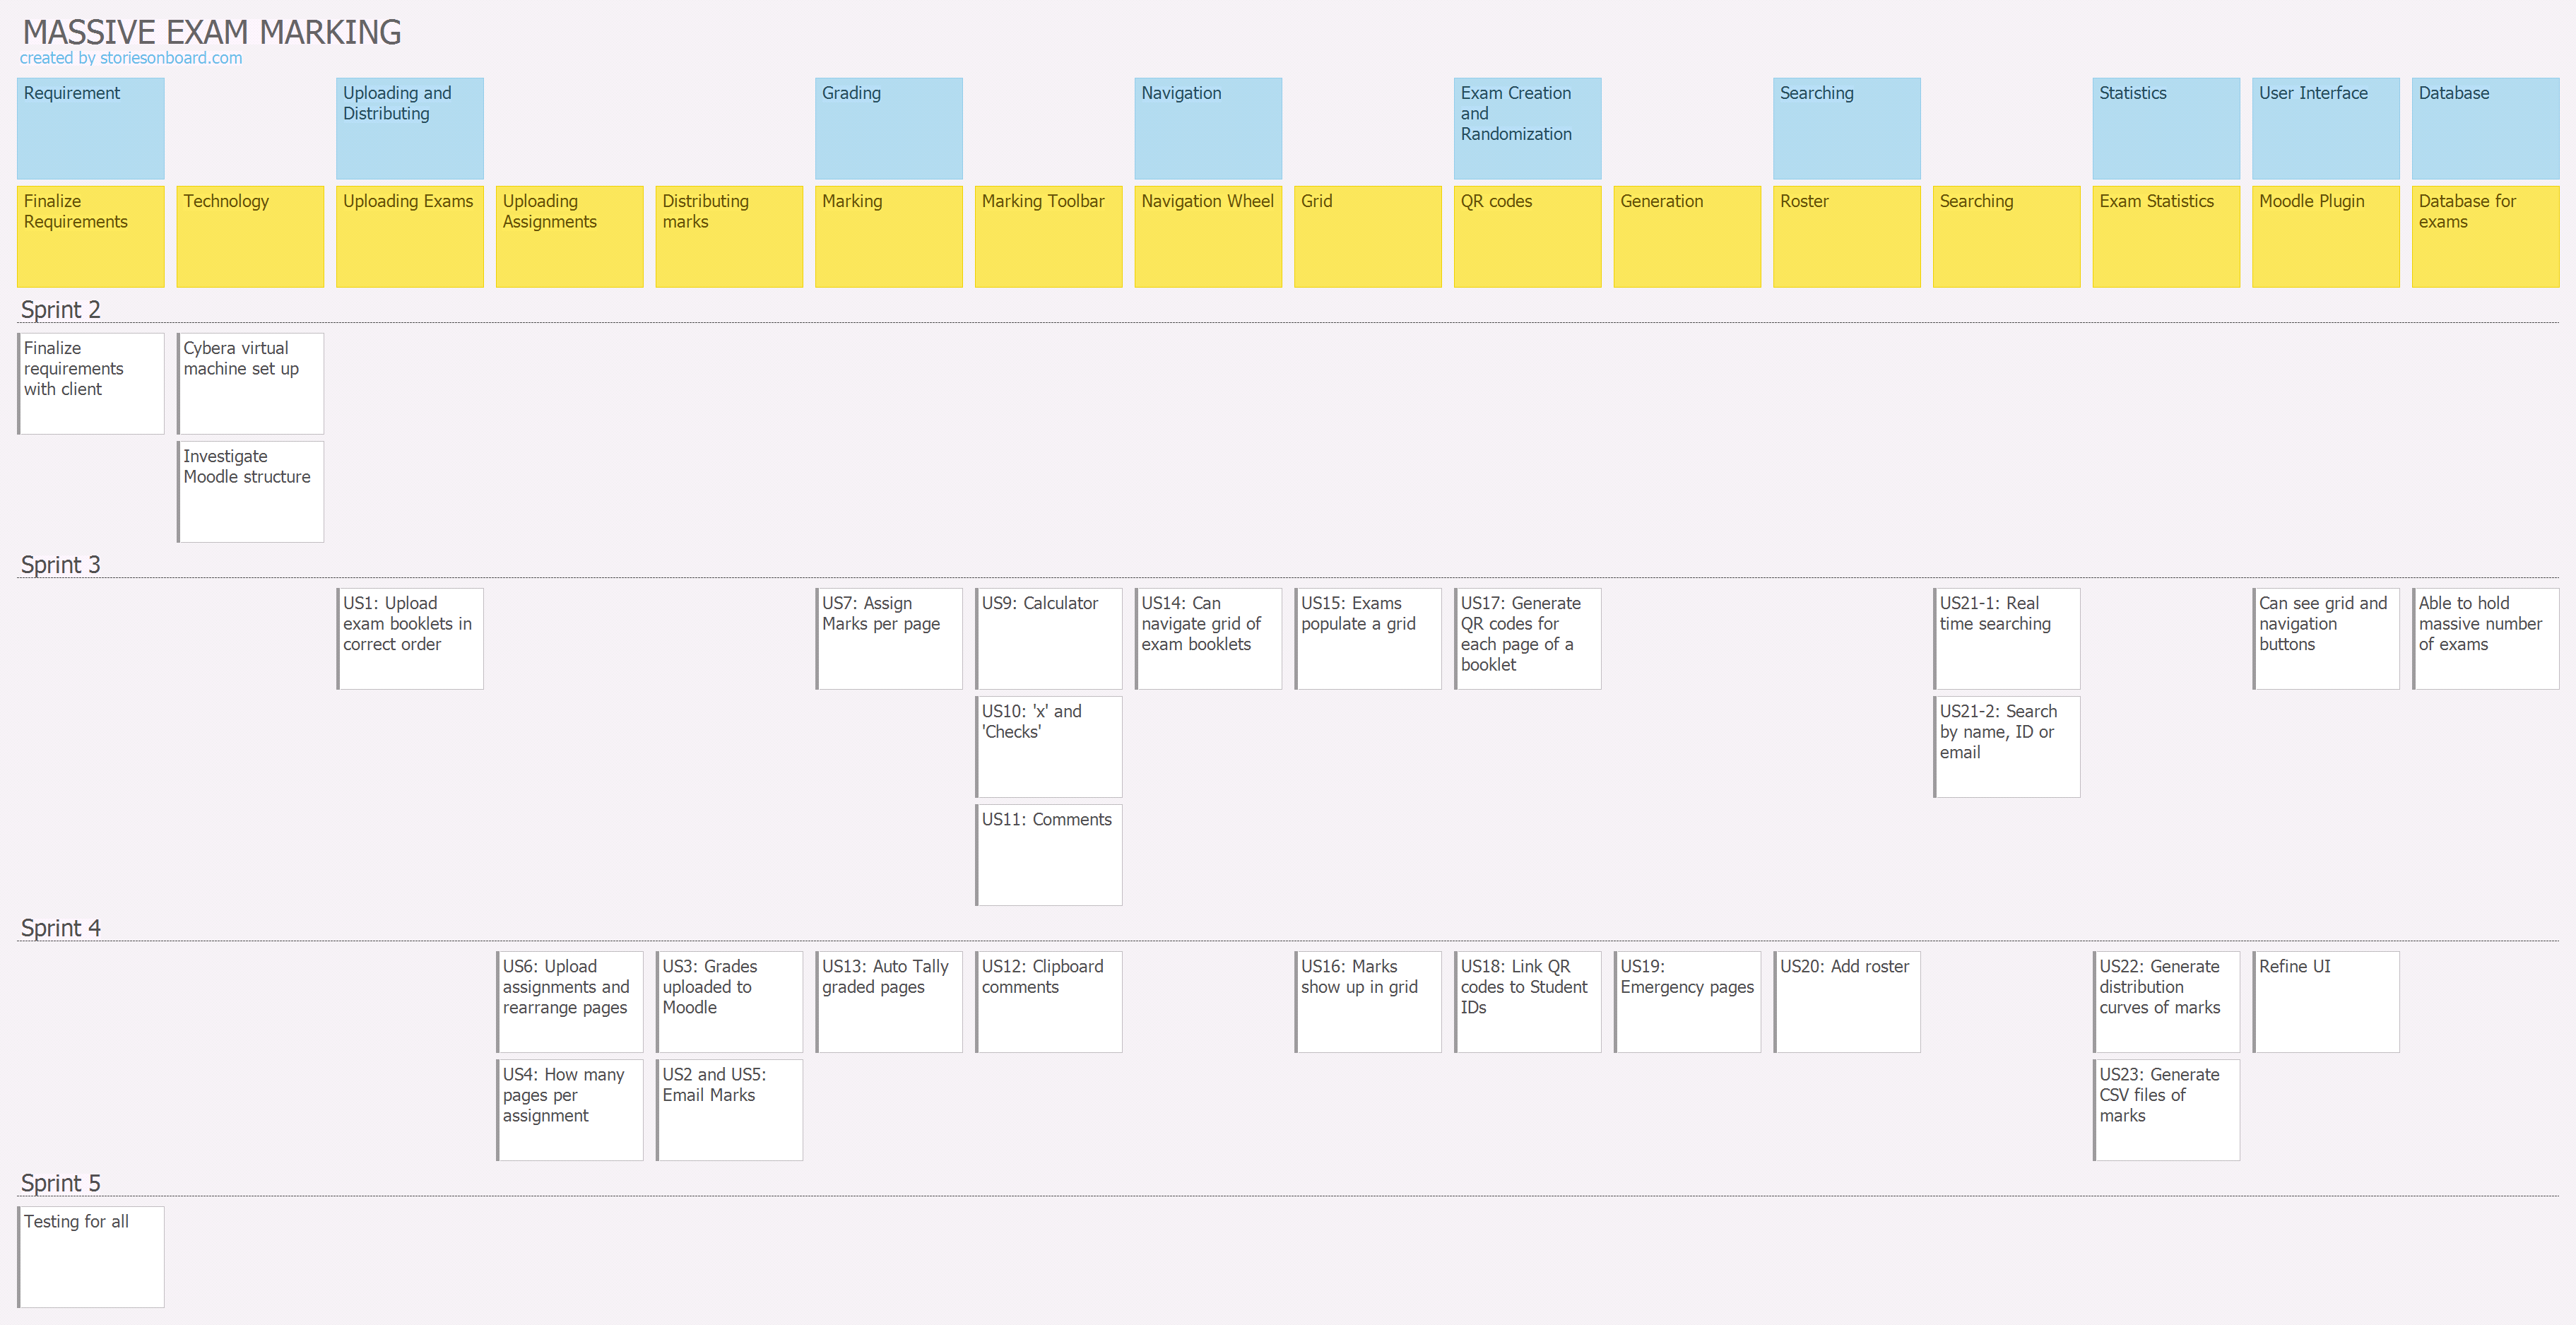 MASSIVE EXAM MARKING
created by storiesonboard.com
Requirement
Uploading and
Distributing
Grading
Navigation
Exam Creation
and
Randomization
Searching
Statistics
User Interface
Database
Finalize
Requirements
Technology
Uploading Exams
Uploading
Assignments
Distributing
marks
Marking
Marking Toolbar
Navigation Wheel
Grid
QR codes
Generation
Roster
Searching
Exam Statistics
Moodle Plugin
Database for
exams
Sprint 2
Finalize
requirements
with client
Cybera virtual
machine set up
Investigate
Moodle structure
Sprint 3
US1: Upload
exam booklets in
correct order
US7: Assign
Marks per page
US9: Calculator
US14: Can
navigate grid of
exam booklets
US15: Exams
populate a grid
US17: Generate
QR codes for
each page of a
booklet
US21-1: Real
time searching
Can see grid and
navigation
buttons
Able to hold
massive number
of exams
US10: 'x' and
'Checks'
US21-2: Search
by name, ID or
email
US11: Comments
Sprint 4
US6: Upload
assignments and
rearrange pages
US3: Grades
uploaded to
Moodle
US13: Auto Tally
graded pages
US12: Clipboard
comments
US16: Marks
show up in grid
US18: Link QR
codes to Student
IDs
US19:
Emergency pages
US20: Add roster
US22: Generate
distribution
curves of marks
Refine UI
US4: How many
pages per
assignment
US2 and US5:
Email Marks
US23: Generate
CSV files of
marks
Sprint 5
Testing for all